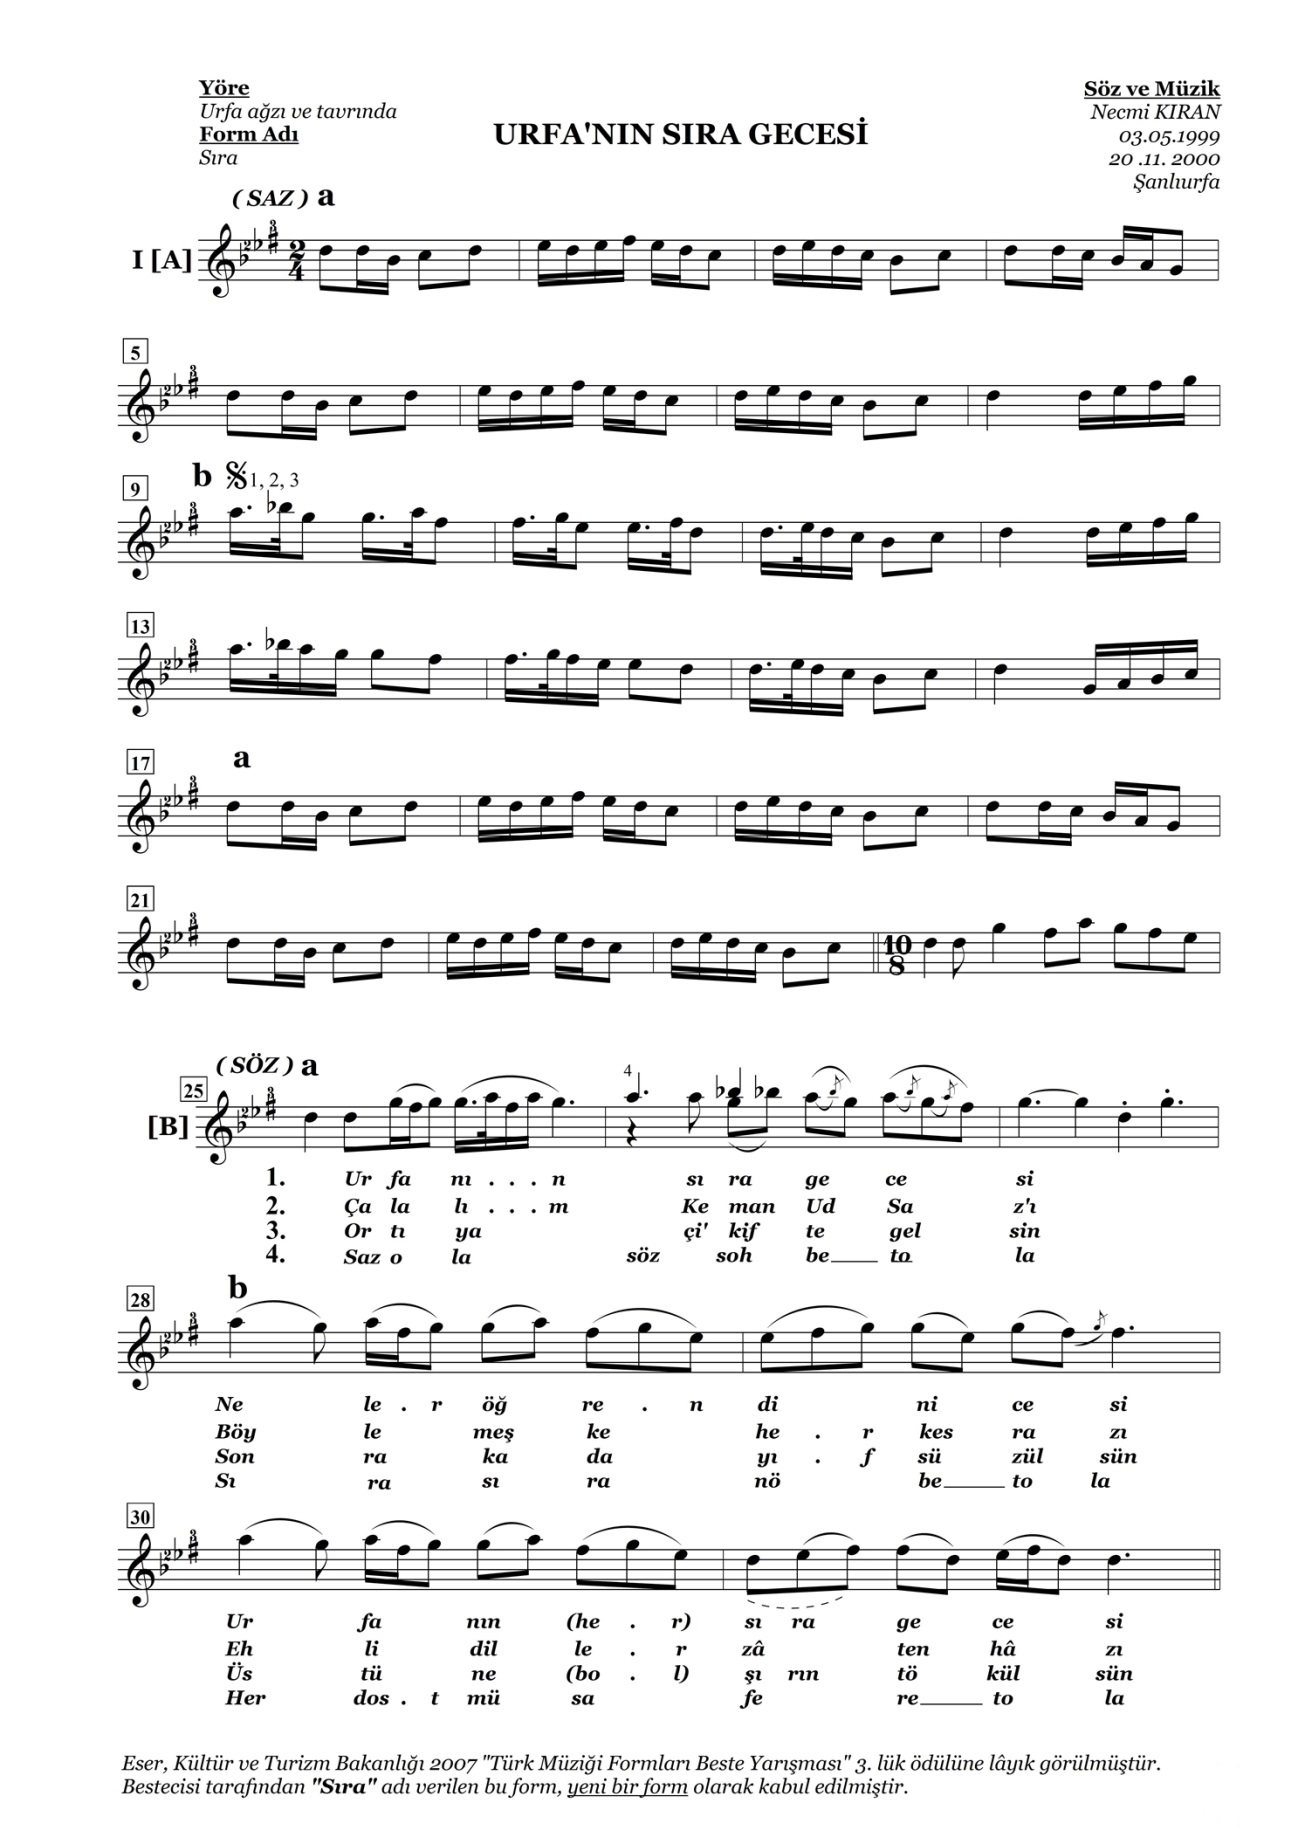 Yöre
Urfa ağzı ve tavrında
Form Adı
Sıra
URFA'NIN SIRA GECESİ
Söz ve Müzik
Necmi KIRAN
03.05.1999
20 .11. 2000
Şanlıurfa
( SAZ ) a
I [A]
2
4
5
9 b 1, 2, 3
13
17 a
21
10
8
( SÖZ ) a
25
4
[B]
1. Ur fa nı . . . n sı ra ge ce si
2. Ça la lı . . . m Ke man Ud Sa z'ı
3. Or tı ya çi' kif te gel sin
4. Saz o la söz soh be to la
b
28
Ne le . r öğ re . n di ni ce si
Böy le meş ke he . r kes ra zı
Son ra ka da yı . f sü zül sün
Sı ra sı ra nö be to la
30
Ur fa nın (he . r) sı ra ge ce si
Eh li dil le . r zâ ten hâ zı
Üs tü ne (bo . l) şı rın tö kül sün
Her dos . t mü sa fe re to la
Eser, Kültür ve Turizm Bakanlığı 2007 "Türk Müziği Formları Beste Yarışması" 3. lük ödülüne lâyık görülmüştür.
Bestecisi tarafından "Sıra" adı verilen bu form, yeni bir form olarak kabul edilmiştir.